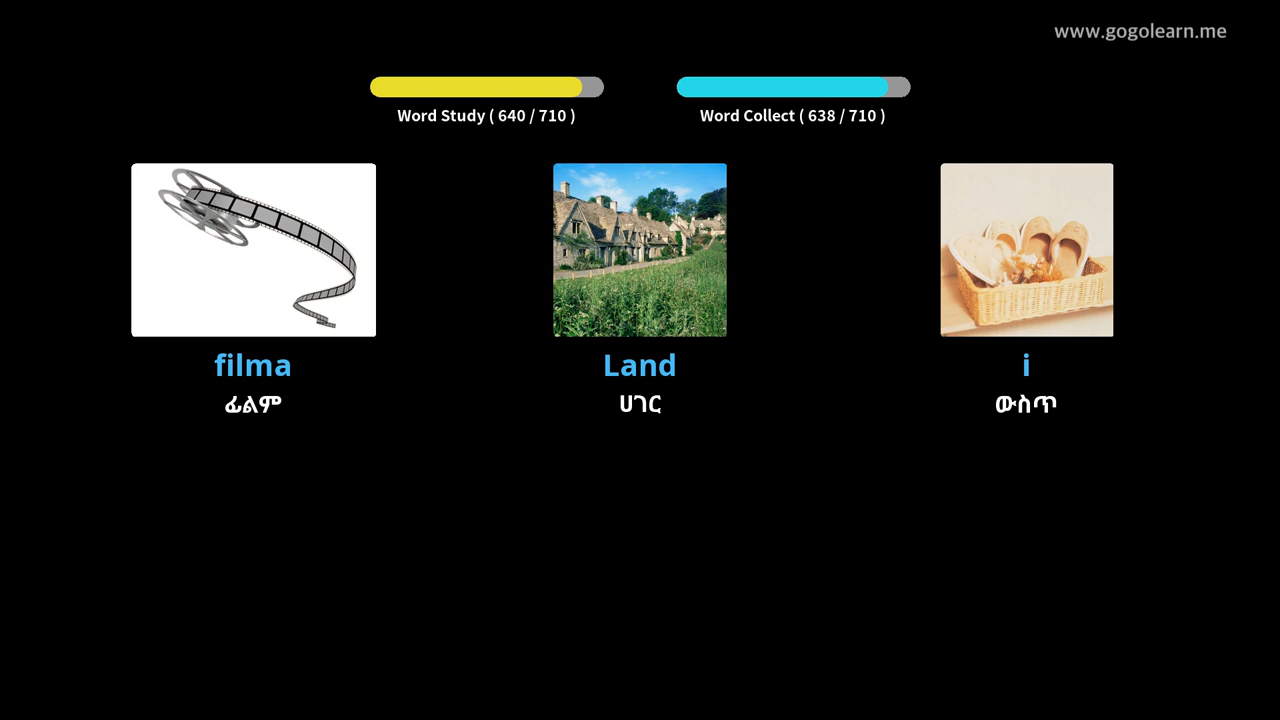 www.gogolearn.me
Word Study ( 640 / 710 )
Word Collect ( 638 / 710 )
filma
Land
i
ፊልም
ሀገር
ውስጥ